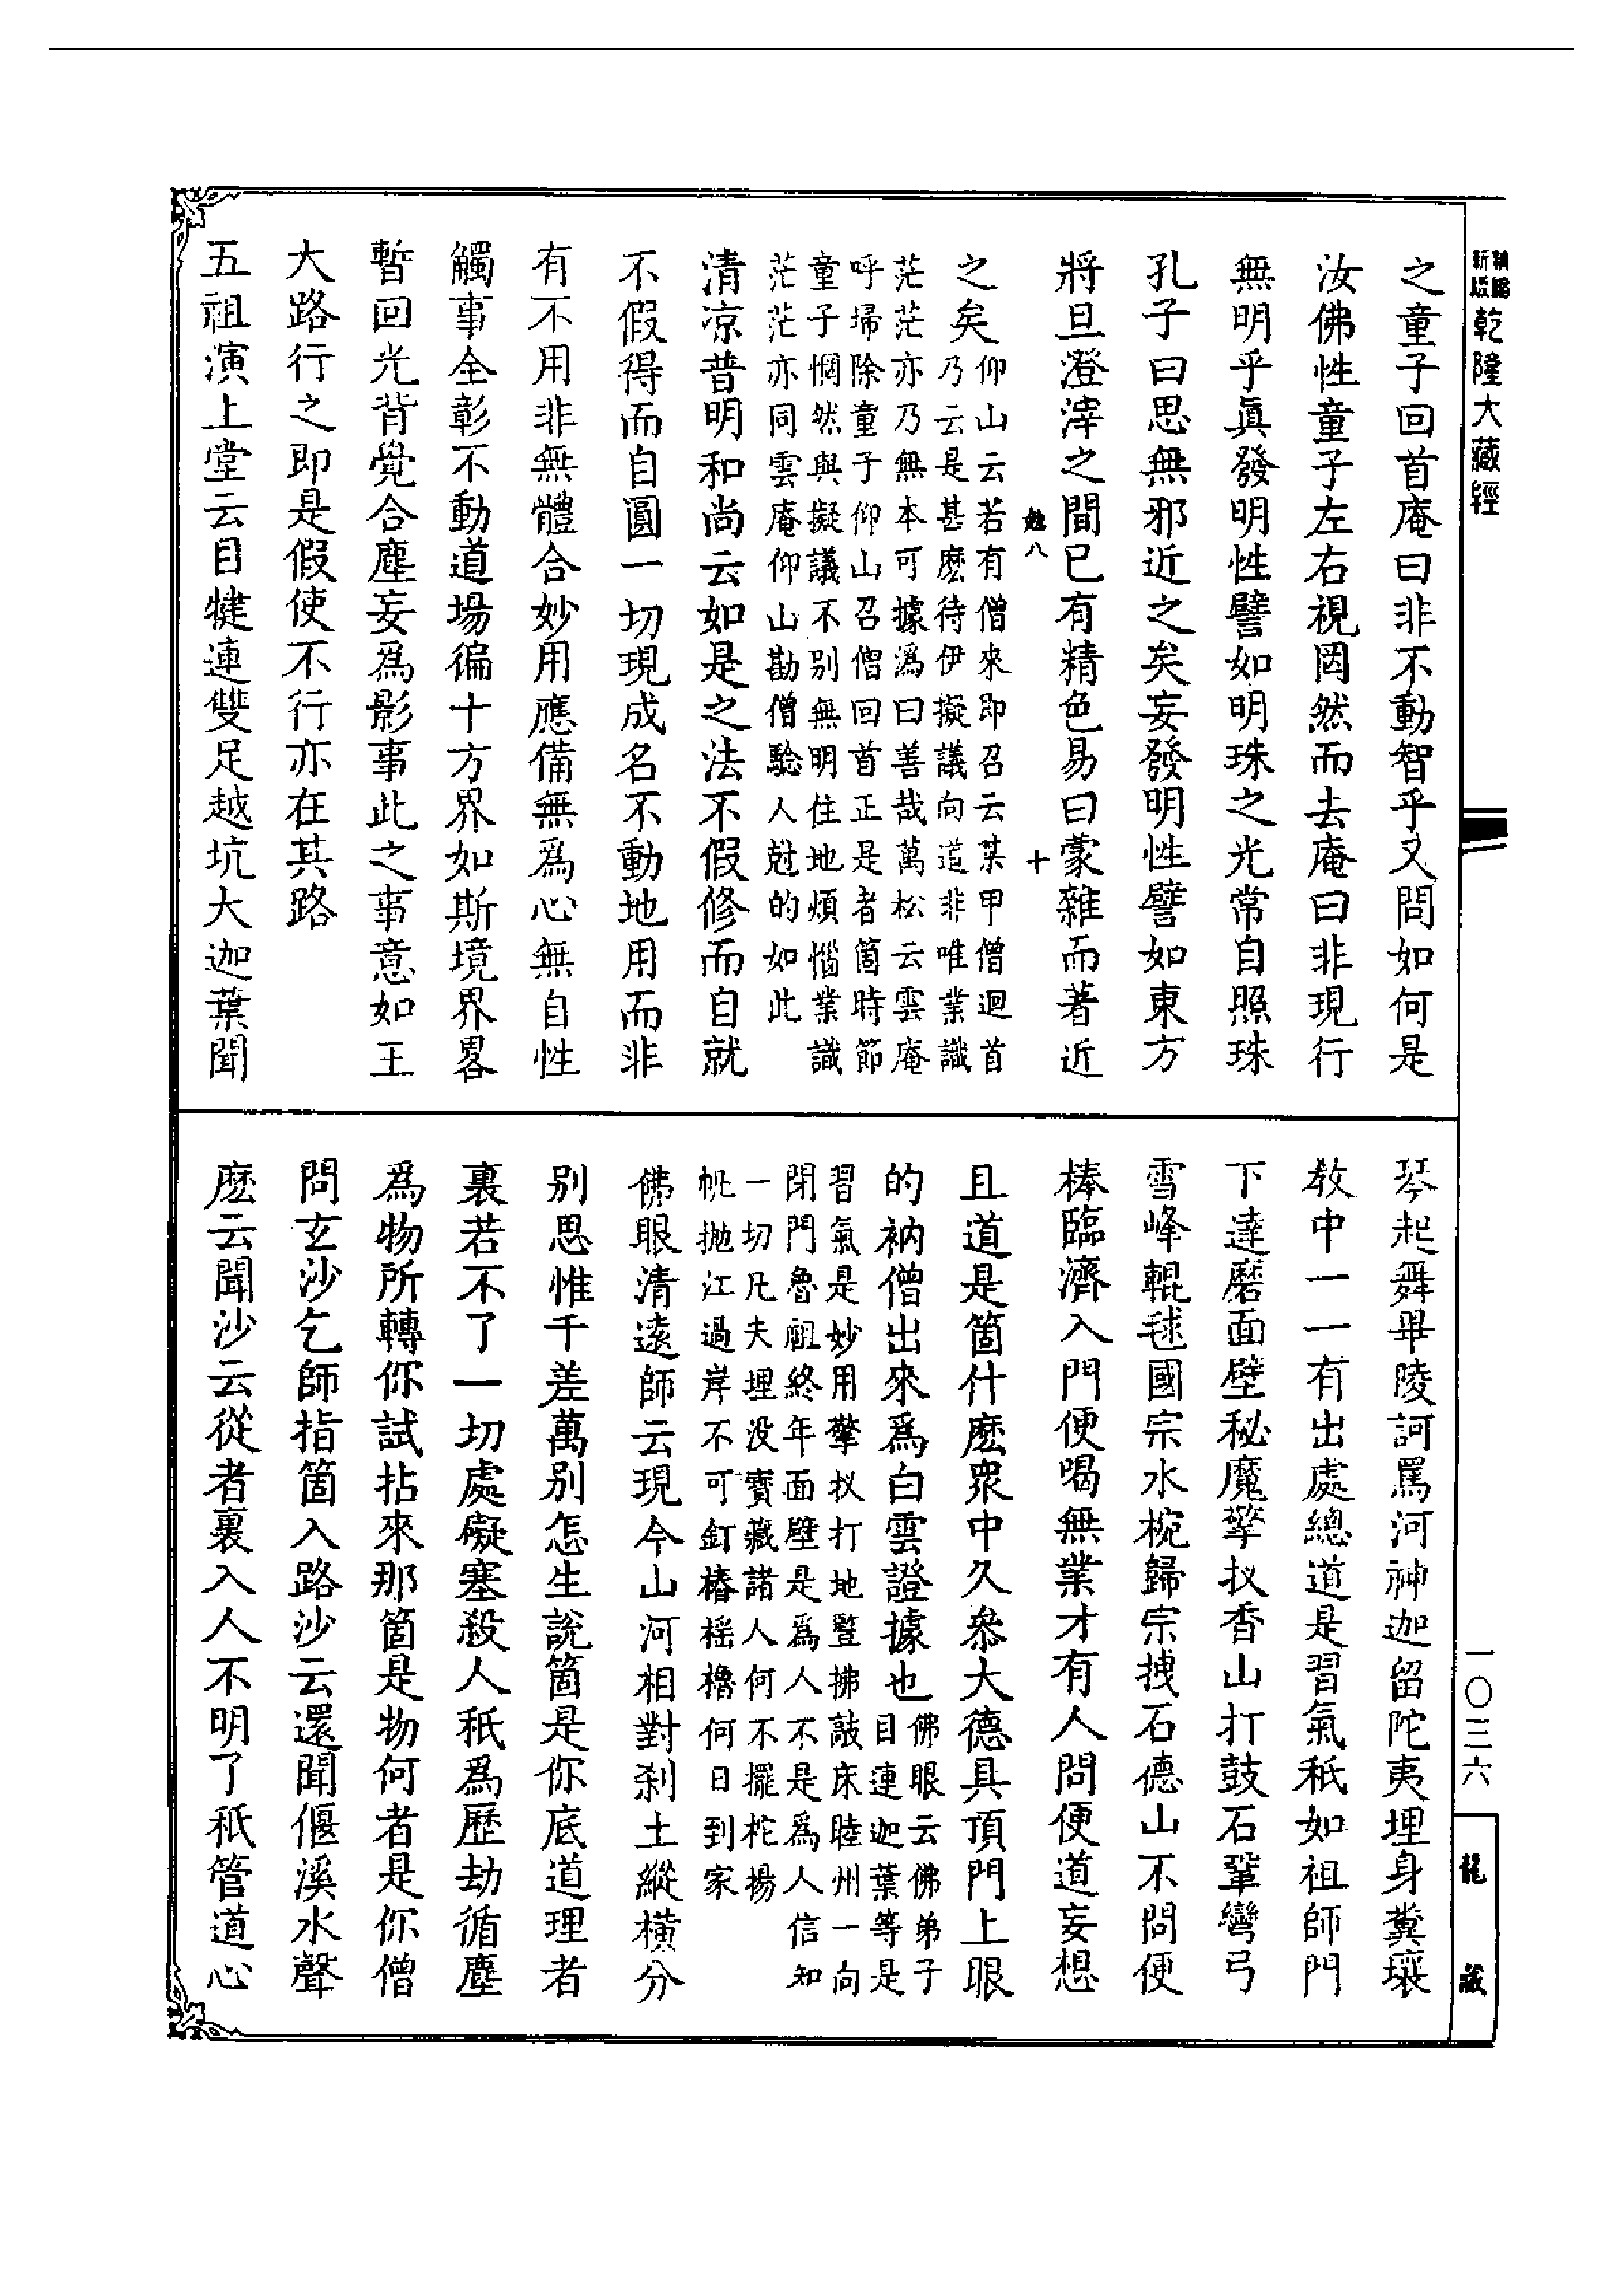 乾隆大藏經
之童子回首庵曰非不動智乎又問如何是
汝佛性童子左右視罔然而去庵曰非現行
無明乎眞發明性譬如明珠之光常自照珠
孔子曰思無邪近之矣妄發明性譬如東方
將旦澄滓之間已有精色易曰蒙雜而著近
八 十
之矣
仰山云若有僧來即召云某甲僧迴首
乃云是甚麽待伊擬議向道非唯業識
茫茫亦乃無本可據溈曰善哉萬松云雲庵
呼埽除童子仰山召僧回首正是者箇時節
童子惘然與擬議不別無明住地煩惱業識
茫茫亦同雲庵仰山勘僧驗人尅的如此
清凉普明和尚云如是之法不假修而自就
不假得而自圓一切現成名不動地用而非
有不用非無體合妙用應備無爲心無自性
觸事全彰不動道場徧十方界如斯境界畧
暫回光背覺合塵妄爲影事此之事意如王
大路行之即是假使不行亦在其路
五祖演上堂云目犍連雙足越坑大迦葉聞
琴起舞畢陵訶罵河神迦留陀夷埋身糞壤
教中一一有出處總道是習氣秖如祖師門
下達磨面壁秘魔擎扠香山打鼓石鞏彎弓
雪峰輥毬國宗水椀歸宗拽石德山不問便
棒臨濟入門便喝無業才有人問便道妄想
且道是箇什麽衆中久參大德具頂門上眼
的衲僧出來爲白雲證據也
佛眼云佛弟子
目連迦葉等是
習氣是妙用擎扠打地豎拂敲床睦州一向
閉門魯祖終年面壁是爲人不是爲人信知
一切凡夫埋没寶藏諸人何不擺柁揚
帆抛江過岸不可釘樁摇櫓何日到家
佛眼清遠師云現今山河相對刹土縱橫分
别思惟千差萬别怎生說箇是你底道理者
裏若不了一切處礙塞殺人秖爲歷劫循塵
爲物所轉你試拈來那箇是物何者是你僧
問玄沙乞師指箇入路沙云還聞偃溪水聲
麽云聞沙云從者裏入人不明了秖管道心
一〇三六
龍藏